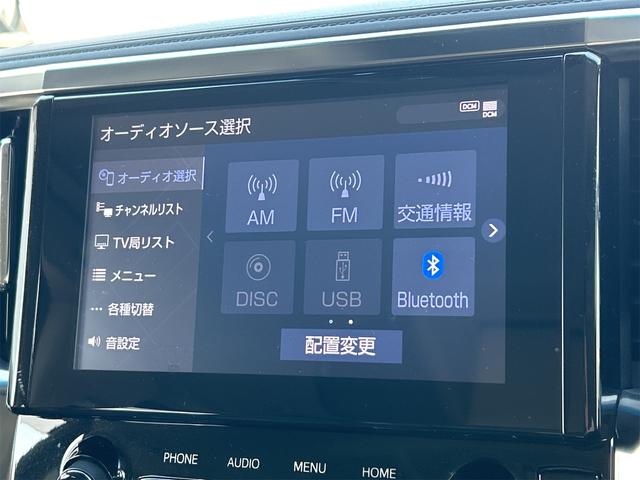 DCM
DCM
オーディオソース選択
オーディオ選択
チャンネルリスト
TV局リスト
メニュー
各種切替
音設定
AM
FM
交通情報
DISC
USB
Bluetooth
配置変更
PHONE
AUDIO
MENU
HOME